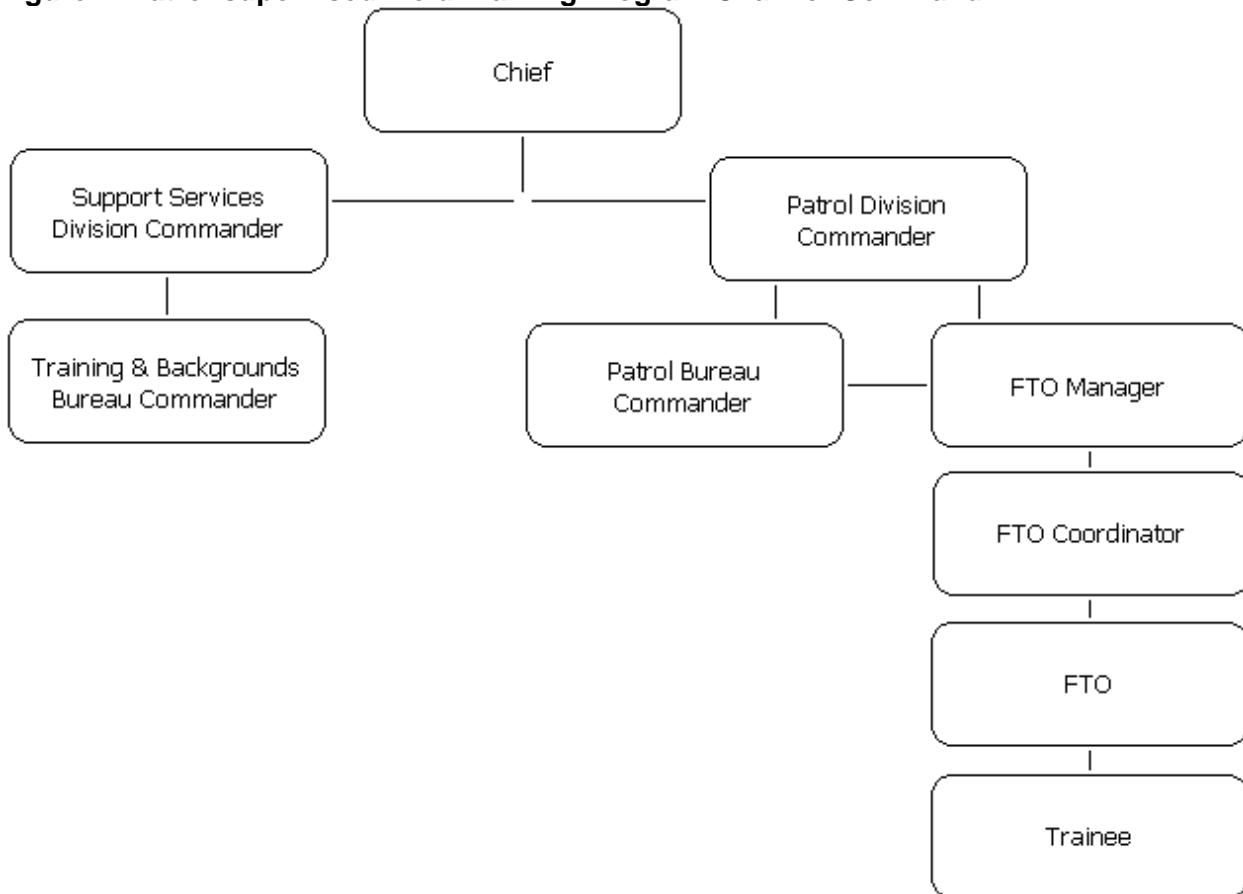 Chief
Support Services
Division Commander
Patrol Division
Commander
Training & Backgrounds
Bureau Commander
Patrol Bureau
Commander
FTO Manager
FTO Coordinator
FTO
Trainee